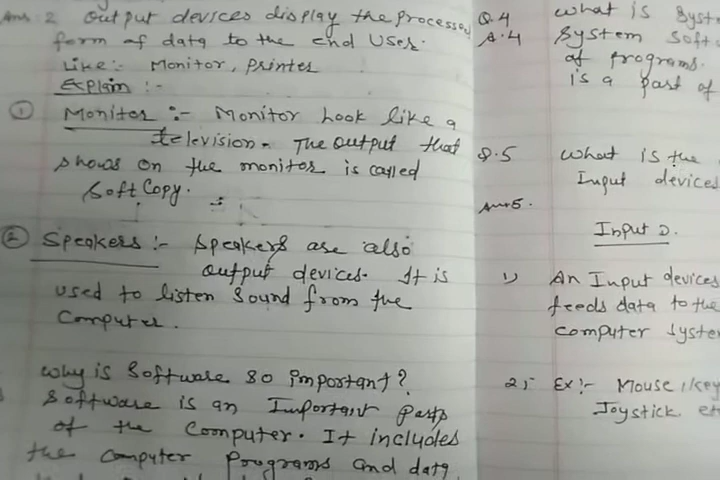 Ans 2 Output devices display the processed
form of data to the end User.
Like:- Monitor, printer
Explain :-
① Monitor :- Monitor look like a
television. The output that
shows on the monitor is called
Soft Copy.
② Speakers :- Speakers are also
output devices. It is
used to listen Sound from the
Computer.
Why is Software so important?
Software is an Important parts
of the Computer. It includes
the computer programs and data
Q.4 What is Syst
A.4 System Soft
of programs.
is a part of
Q.5 What is the
Input devices
Ans5.
Input D.
1) An Input devices
feeds data to the
computer system
2) Ex:- Mouse, key
Joystick. etc